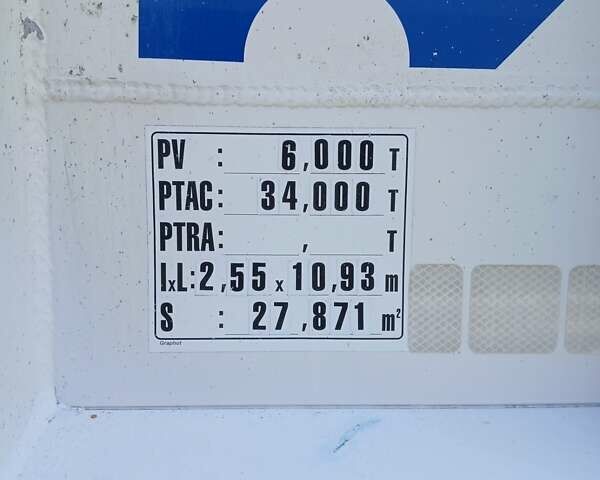 PV : 6,000 T
PTAC: 34,000 T
PTRA: , T
IxL: 2,55 x 10,93 m
S : 27,871 m²
Graphot